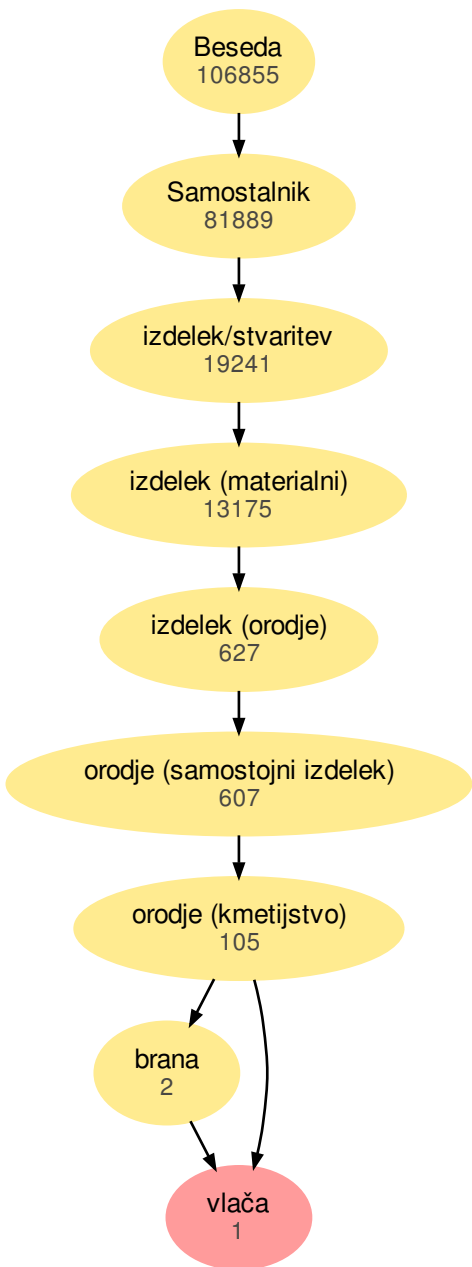 Beseda
106855
Samostalnik
81889
izdelek/stvaritev
19241
izdelek (materialni)
13175
izdelek (orodje)
627
orodje (samostojni izdelek)
607
orodje (kmetijstvo)
105
brana
2
vlača
1